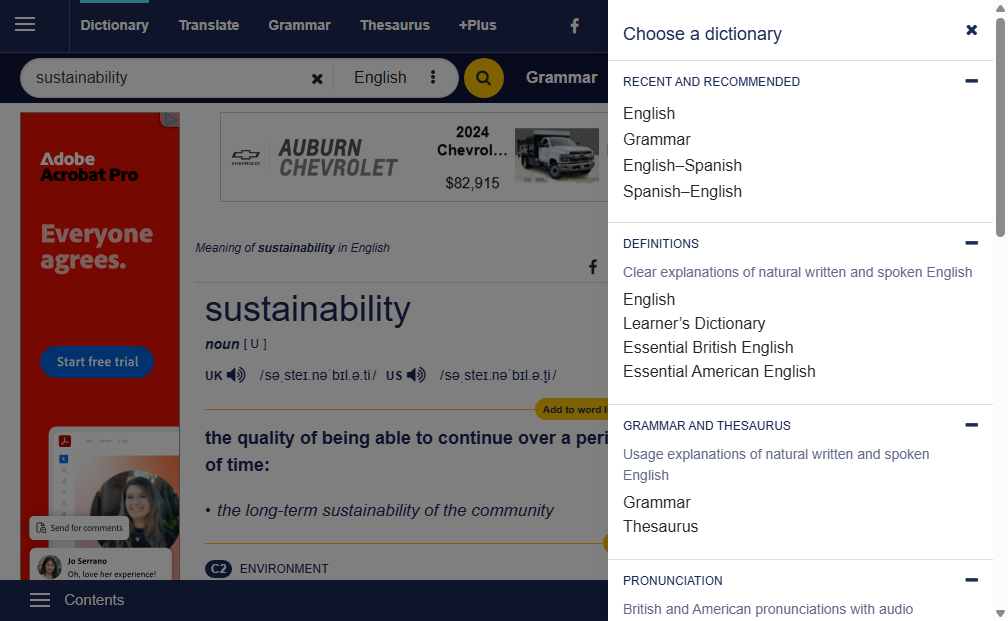 Dictionary Translate Grammar Thesaurus +Plus
sustainability English Grammar
Adobe
Acrobat Pro
Everyone
agrees.
Start free trial
Send for comments
Jo Serrano
Oh, love her experience!
CHEVROLET
AUBURN
CHEVROLET
2024
Chevrol...
$82,915
Meaning of sustainability in English
sustainability
noun [ U ]
UK /səˌsteɪ.nəˈbɪl.ə.ti/ US /səˌsteɪ.nəˈbɪl.ə.t̬i/
Add to word li
the quality of being able to continue over a peri
of time:
• the long-term sustainability of the community
C2 ENVIRONMENT
Contents
Choose a dictionary
RECENT AND RECOMMENDED
English
Grammar
English–Spanish
Spanish–English
DEFINITIONS
Clear explanations of natural written and spoken English
English
Learner’s Dictionary
Essential British English
Essential American English
GRAMMAR AND THESAURUS
Usage explanations of natural written and spoken
English
Grammar
Thesaurus
PRONUNCIATION
British and American pronunciations with audio